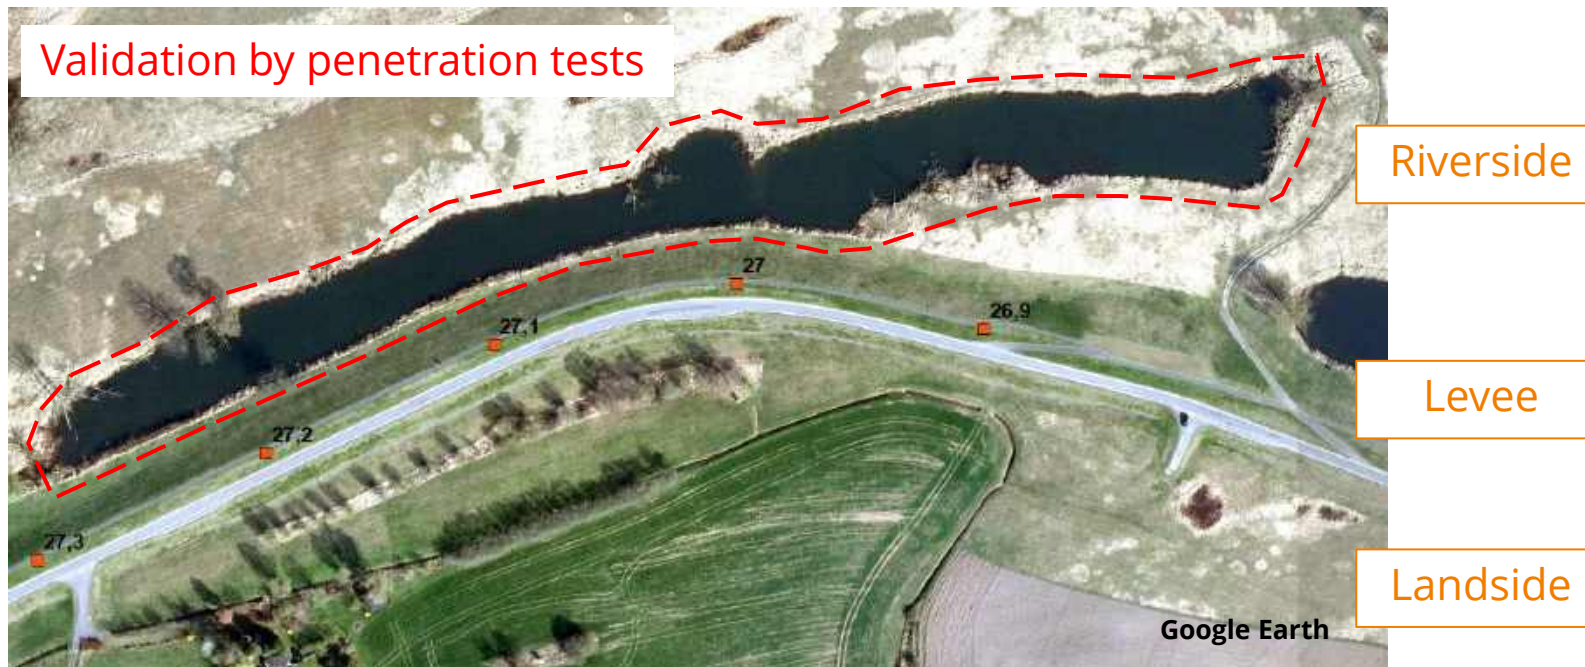 Validation by penetration tests
Riverside
27
26,9
27,1
Levee
27,2
27,3
Landside
Google Earth